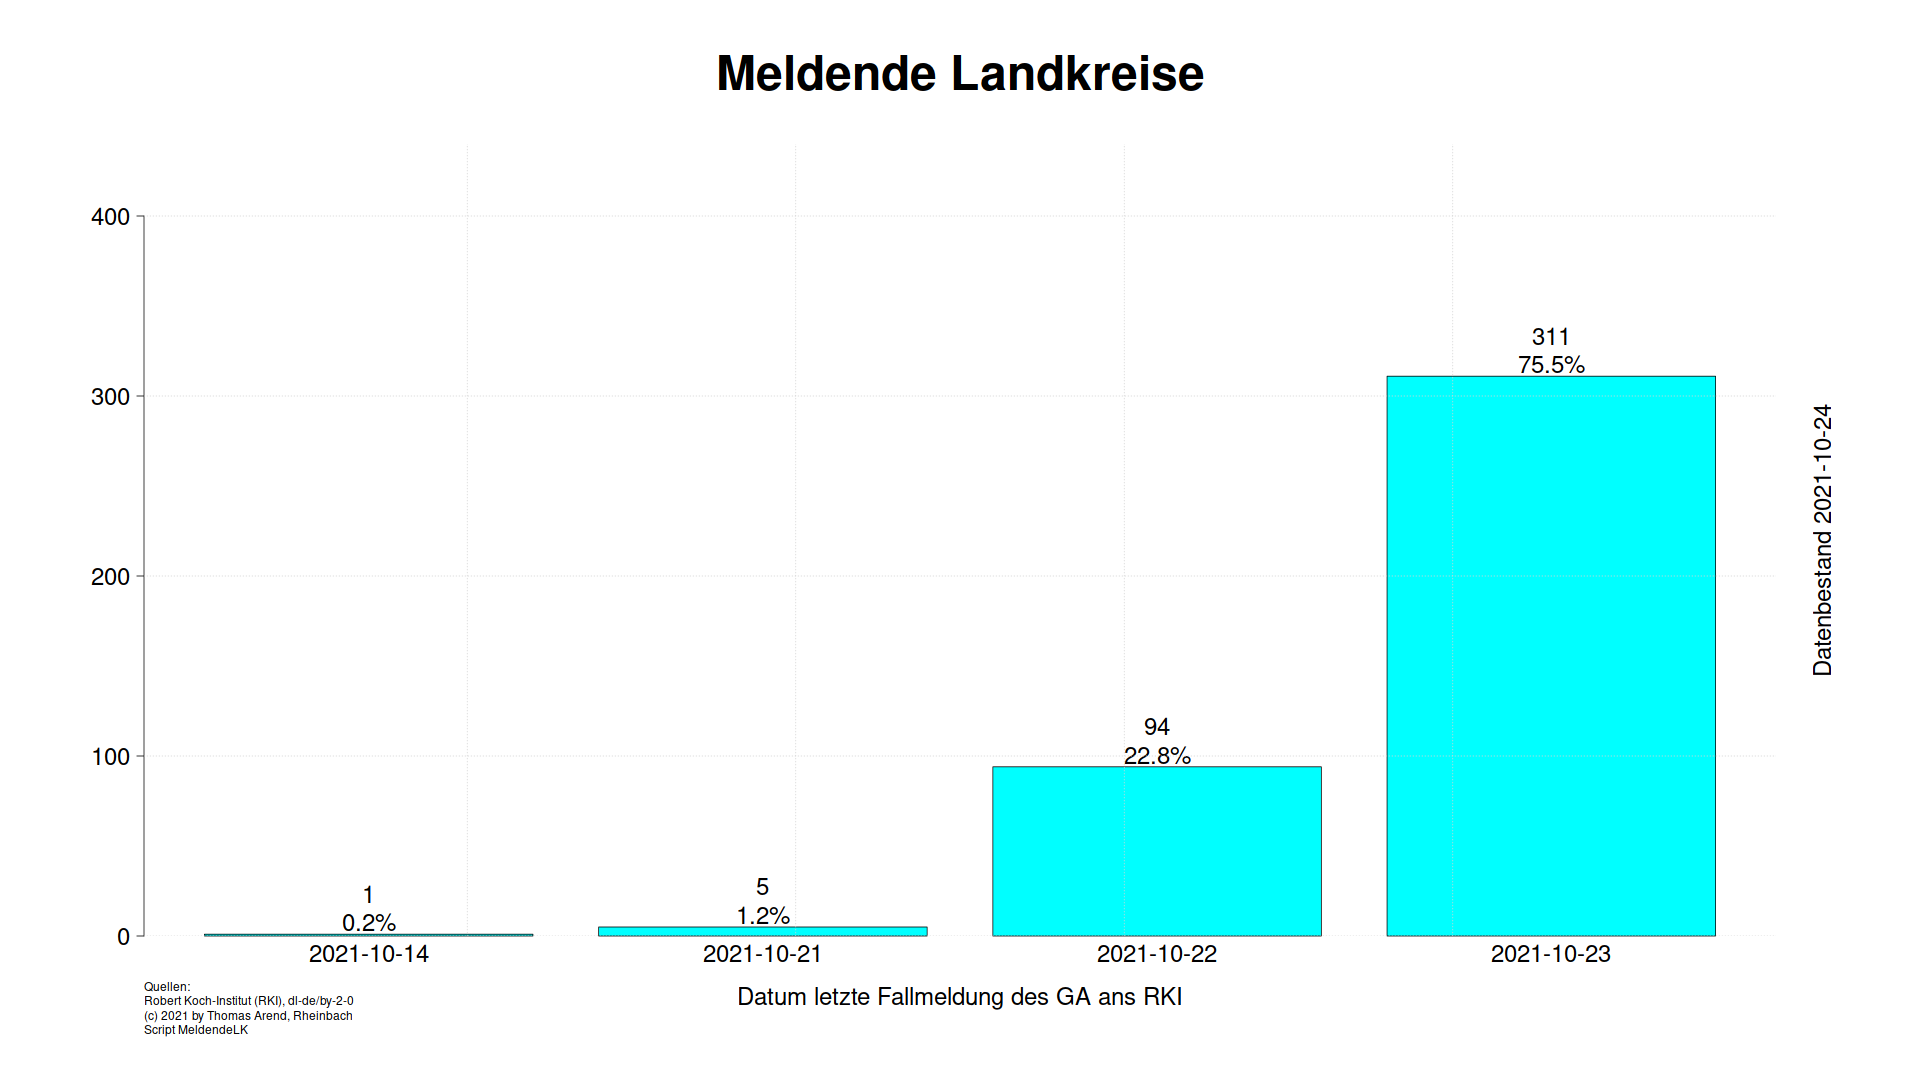 Meldende Landkreise
400
300
200
100
0
1
0.2%
5
1.2%
94
22.8%
311
75.5%
2021-10-14
2021-10-21
2021-10-22
2021-10-23
Datum letzte Fallmeldung des GA ans RKI
Datenbestand 2021-10-24
Quellen:
Robert Koch-Institut (RKI), dl-de/by-2-0
(c) 2021 by Thomas Arend, Rheinbach
Script MeldendeLK